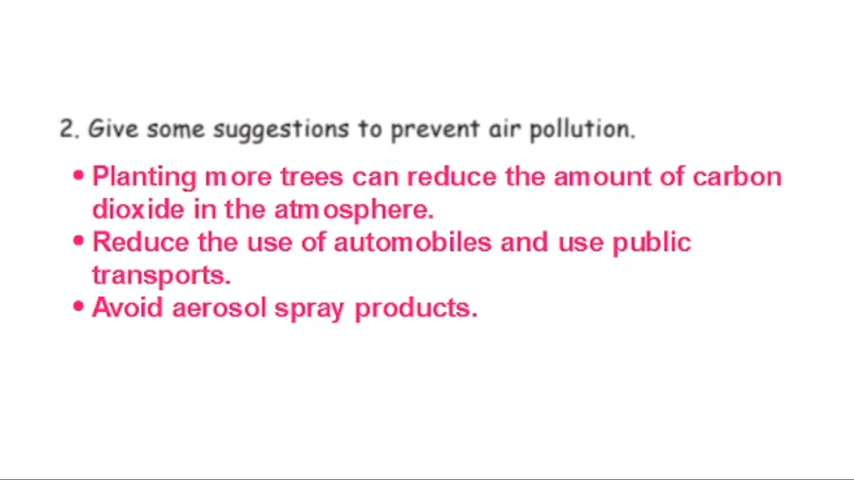 2. Give some suggestions to prevent air pollution.
• Planting more trees can reduce the amount of carbon
dioxide in the atmosphere.
• Reduce the use of automobiles and use public
transports.
• Avoid aerosol spray products.